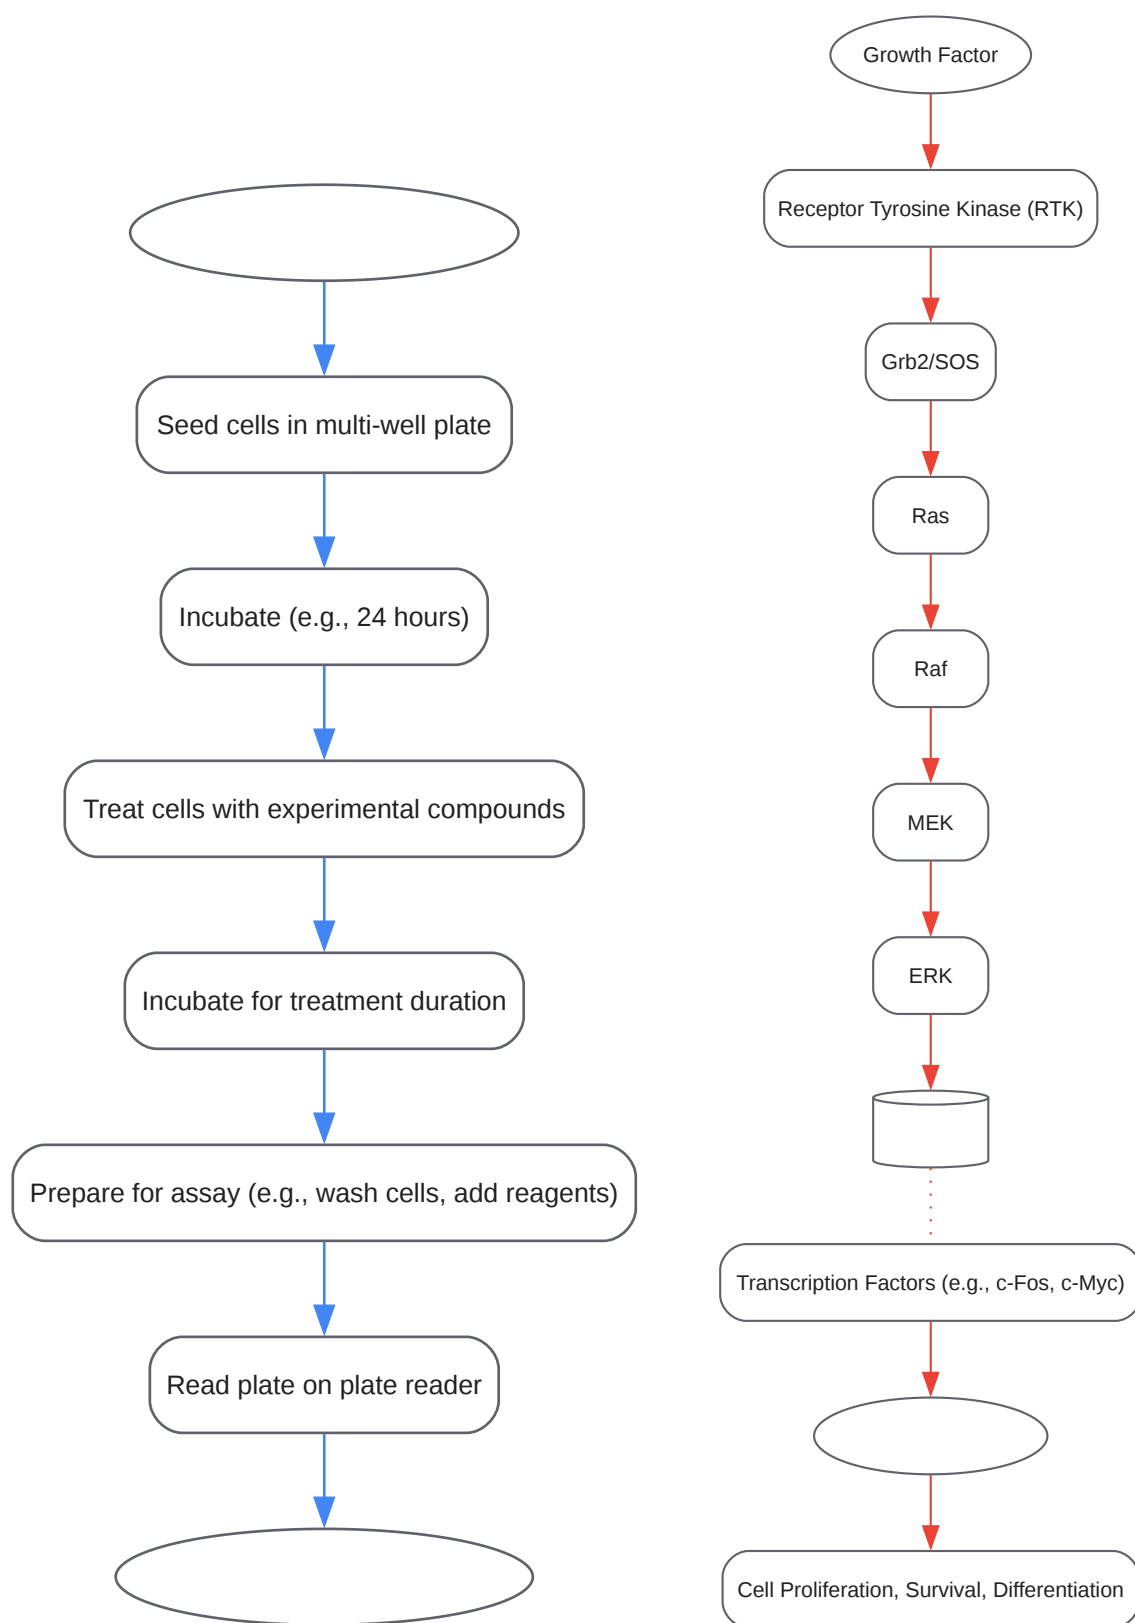 Seed cells in multi-well plate
Incubate (e.g., 24 hours)
Treat cells with experimental compounds
Incubate for treatment duration
Prepare for assay (e.g., wash cells, add reagents)
Read plate on plate reader
Growth Factor
Receptor Tyrosine Kinase (RTK)
Grb2/SOS
Ras
Raf
MEK
ERK
Transcription Factors (e.g., c-Fos, c-Myc)
Cell Proliferation, Survival, Differentiation